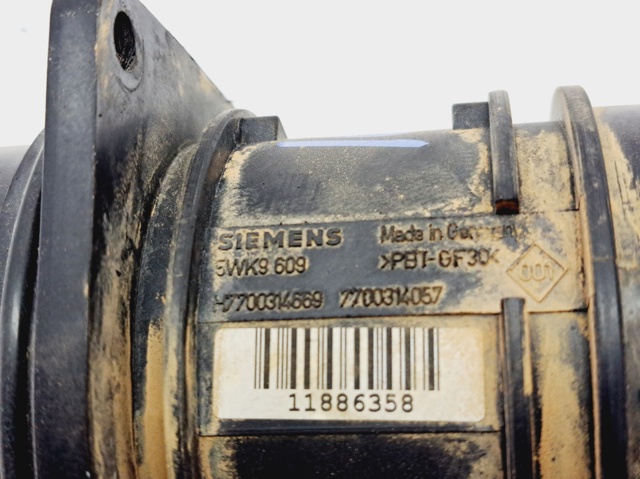 SIEMENS Made in Germany
5WK9 609 >PBT-GF30< 001
H7700314669 7700314057
11886358